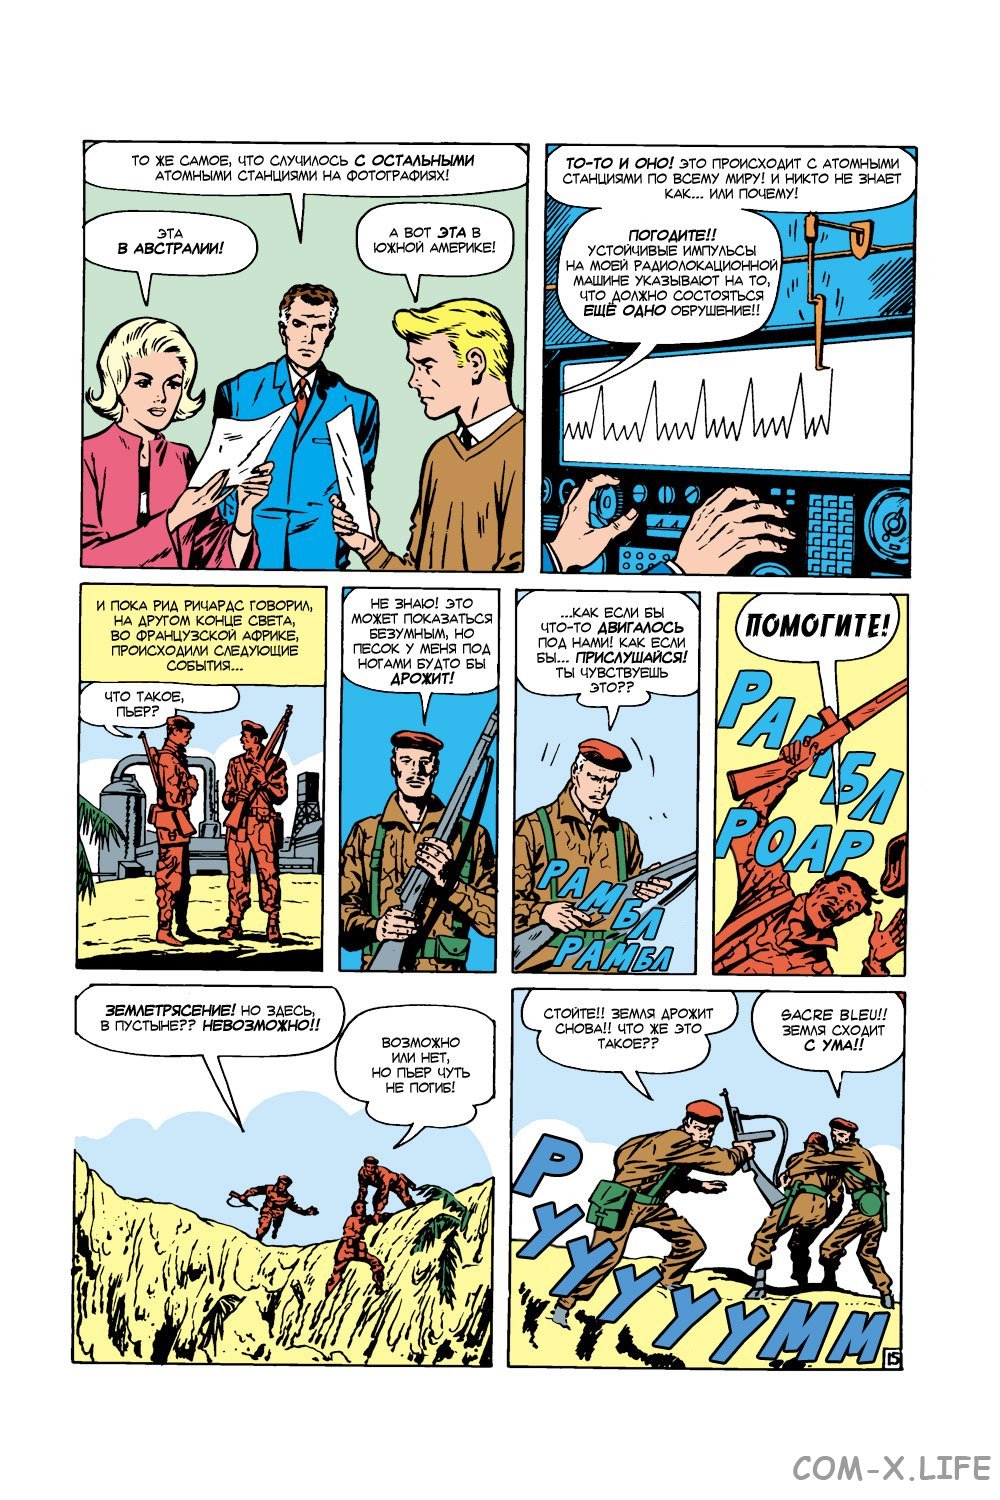 ТО ЖЕ САМОЕ, ЧТО СЛУЧИЛОСЬ С ОСТАЛЬНЫМИ
АТОМНЫМИ СТАНЦИЯМИ НА ФОТОГРАФИЯХ!
ЭТА
В АВСТРАЛИИ!
А ВОТ ЭТА В
ЮЖНОЙ АМЕРИКЕ!
ТО-ТО И ОНО! ЭТО ПРОИСХОДИТ С АТОМНЫМИ
СТАНЦИЯМИ ПО ВСЕМУ МИРУ! И НИКТО НЕ ЗНАЕТ
КАК... ИЛИ ПОЧЕМУ!
ПОГОДИТЕ!!
УСТОЙЧИВЫЕ ИМПУЛЬСЫ
НА МОЕЙ РАДИОЛОКАЦИОННОЙ
МАШИНЕ УКАЗЫВАЮТ НА ТО,
ЧТО ДОЛЖНО СОСТОЯТЬСЯ
ЕЩЁ ОДНО ОБРУШЕНИЕ!!
И ПОКА РИД РИЧАРДС ГОВОРИЛ,
НА ДРУГОМ КОНЦЕ СВЕТА,
ВО ФРАНЦУЗСКОЙ АФРИКЕ,
ПРОИСХОДИЛИ СЛЕДУЮЩИЕ
СОБЫТИЯ...
ЧТО ТАКОЕ,
ПЬЕР?
НЕ ЗНАЮ! ЭТО
МОЖЕТ ПОКАЗАТЬСЯ
БЕЗУМНЫМ, НО
ПЕСОК У МЕНЯ ПОД
НОГАМИ БУДТО БЫ
ДРОЖИТ!
...КАК ЕСЛИ БЫ
ЧТО-ТО ДВИГАЛОСЬ
ПОД НАМИ! КАК ЕСЛИ
БЫ... ПРИСЛУШАЙСЯ!
ТЫ ЧУВСТВУЕШЬ
ЭТО??
РАМБЛ
РАМБЛ
ПОМОГИТЕ!
РАМБЛ
РОАР
ЗЕМЛЕТРЯСЕНИЕ! НО ЗДЕСЬ,
В ПУСТЫНЕ?? НЕВОЗМОЖНО!!
ВОЗМОЖНО
ИЛИ НЕТ,
НО ПЬЕР ЧУТЬ
НЕ ПОГИБ!
СТОЙТЕ!! ЗЕМЛЯ ДРОЖИТ
СНОВА!! ЧТО ЖЕ ЭТО
ТАКОЕ??
SACRE BLEU!!
ЗЕМЛЯ СХОДИТ
С УМА!!
РУУУУУММ
15
COM-X.LIFE